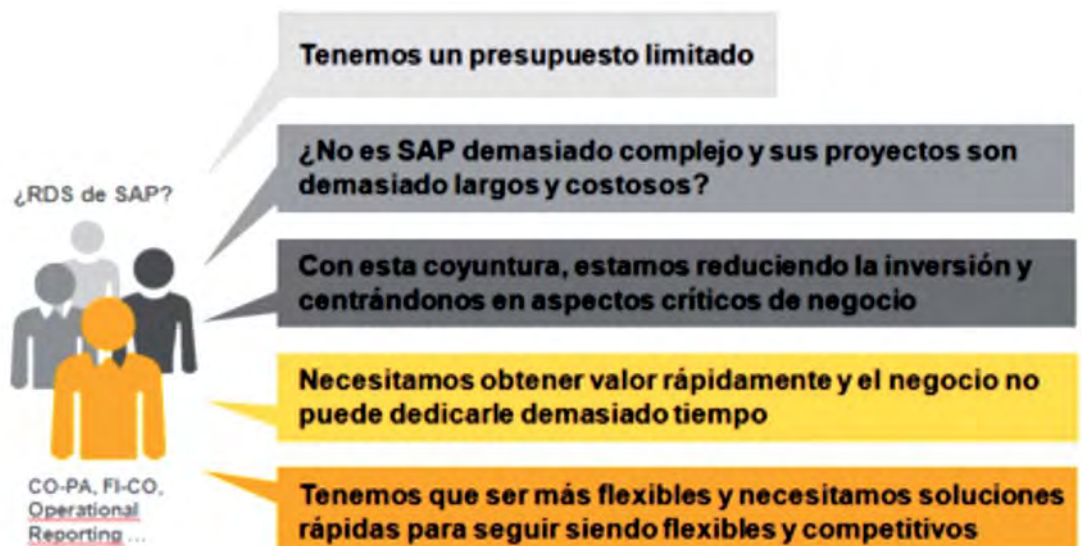 Tenemos un presupuesto limitado
¿No es SAP demasiado complejo y sus proyectos son
demasiado largos y costosos?
¿RDS de SAP?
Con esta coyuntura, estamos reduciendo la inversión y
centrándonos en aspectos críticos de negocio
Necesitamos obtener valor rápidamente y el negocio no
puede dedicarle demasiado tiempo
CO-PA, FI-CO,
Operational
Reporting ...
Tenemos que ser más flexibles y necesitamos soluciones
rápidas para seguir siendo flexibles y competitivos